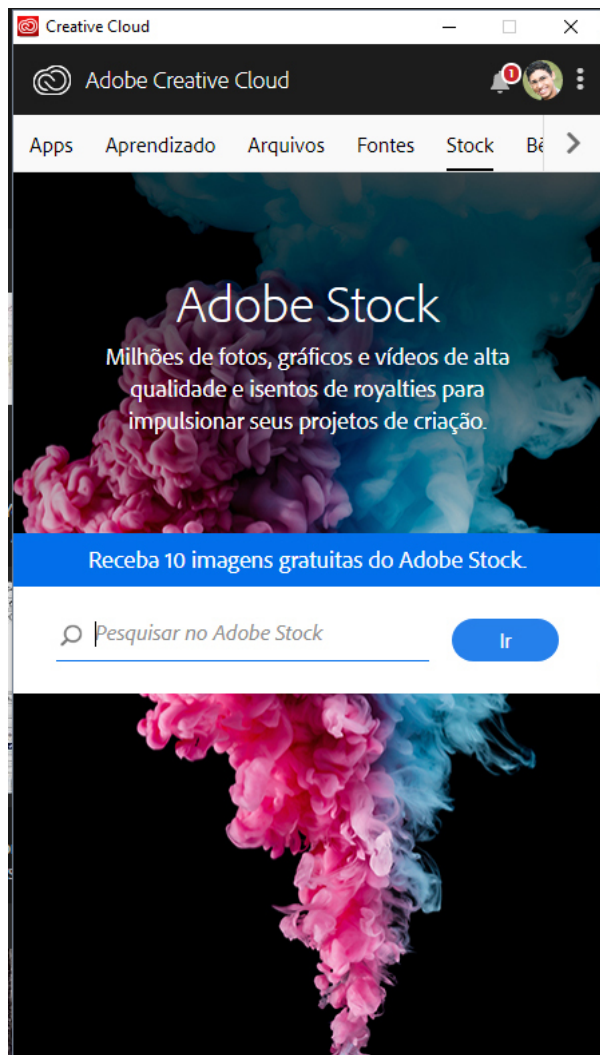 Creative Cloud
Adobe Creative Cloud
1
Apps Aprendizado Arquivos Fontes Stock
Adobe Stock
Milhões de fotos, gráficos e vídeos de alta
qualidade e isentos de royalties para
impulsionar seus projetos de criação.
Receba 10 imagens gratuitas do Adobe Stock.
Pesquisar no Adobe Stock Ir